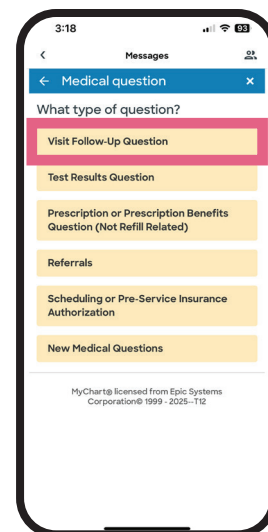 3:18
93
Messages
Medical question
What type of question?
Visit Follow-Up Question
Test Results Question
Prescription or Prescription Benefits
Question (Not Refill Related)
Referrals
Scheduling or Pre-Service Insurance
Authorization
New Medical Questions
MyChart® licensed from Epic Systems
Corporation© 1999 - 2025--T12